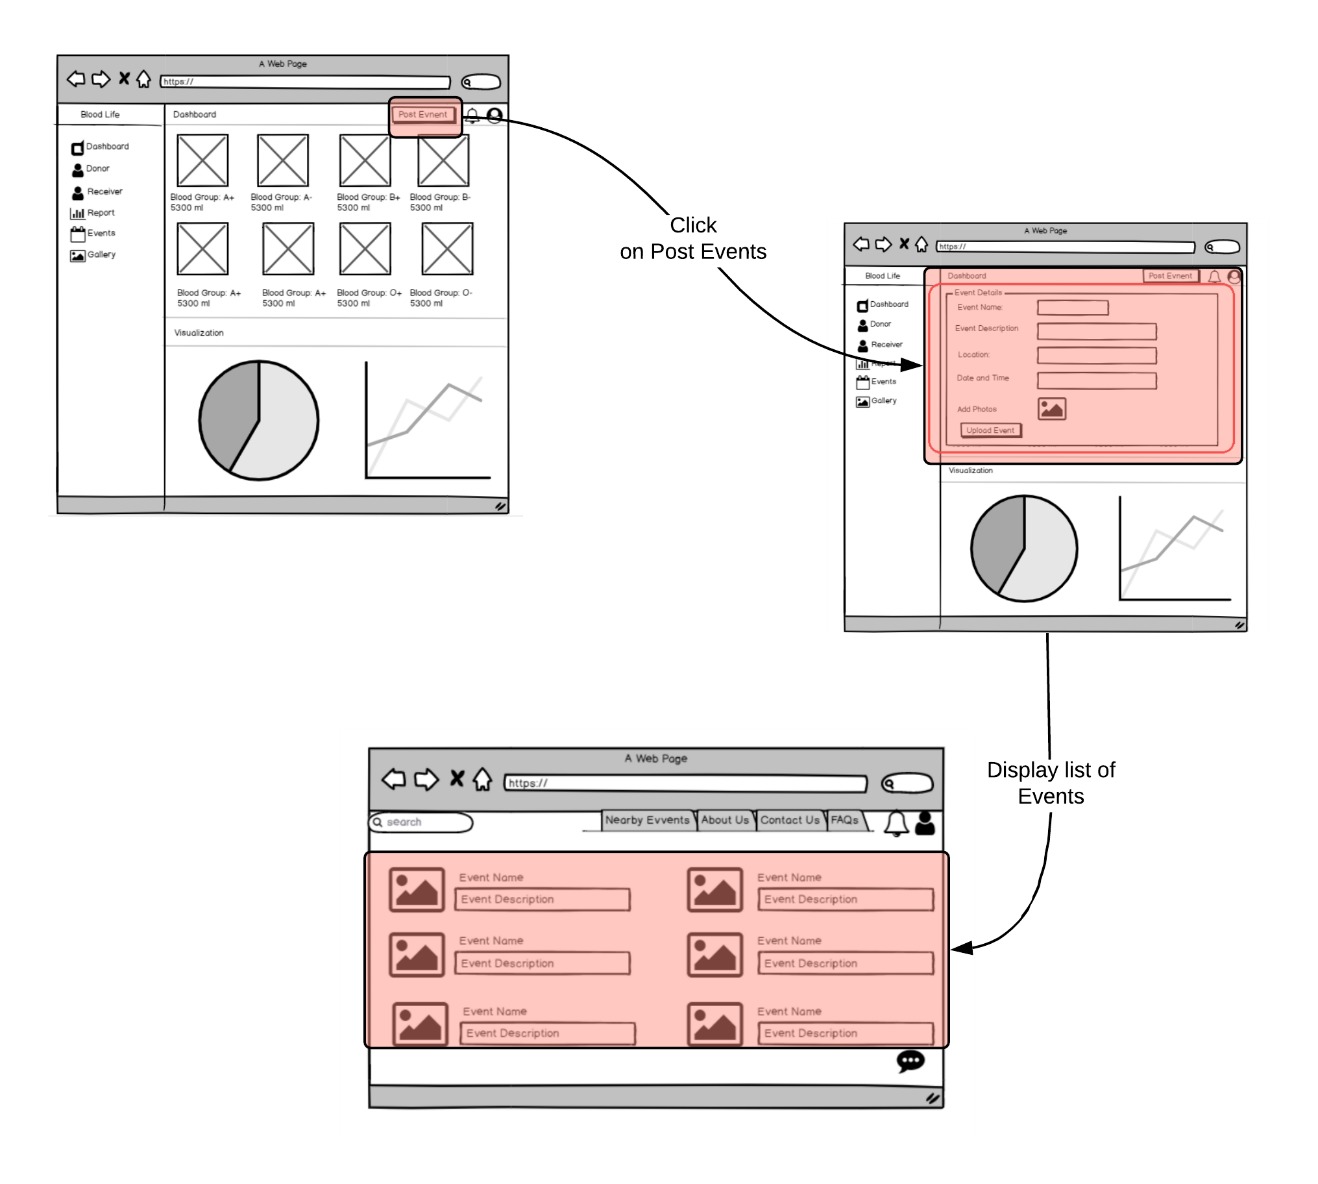 A Web Page
https://
Blood Life
Dashboard
Post Evnent
Dashboard
Donor
Receiver
Report
Events
Gallery
Blood Group: A+
5300 ml
Blood Group: A-
5300 ml
Blood Group: B+
5300 ml
Blood Group: B-
5300 ml
Blood Group: A+
5300 ml
Blood Group: A+
5300 ml
Blood Group: O+
5300 ml
Blood Group: O-
5300 ml
Visualization
Click
on Post Events
A Web Page
https://
Blood Life
Dashboard
Post Evnent
Dashboard
Donor
Receiver
Report
Events
Gallery
Event Details
Event Name:
Event Description
Location:
Date and Time
Add Photos
Upload Event
Visualization
Display list of
Events
A Web Page
https://
search
Nearby Evvents
About Us
Contact Us
FAQs
Event Name
Event Description
Event Name
Event Description
Event Name
Event Description
Event Name
Event Description
Event Name
Event Description
Event Name
Event Description